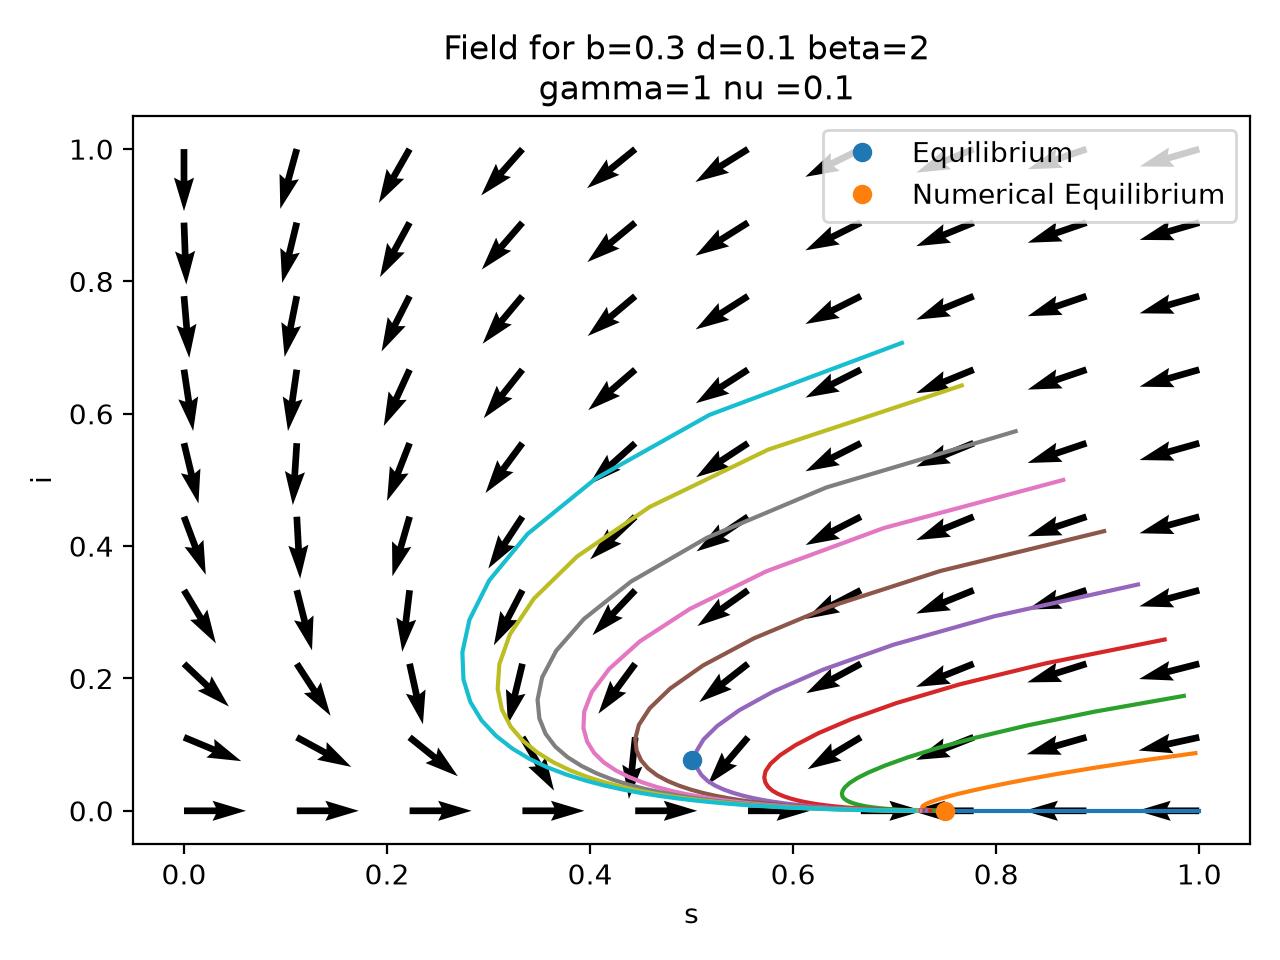 Field for b=0.3 d=0.1 beta=2
gamma=1 nu =0.1
Equilibrium
Numerical Equilibrium
1.0
0.8
0.6
0.4
0.2
0.0
i
0.0 0.2 0.4 0.6 0.8 1.0
s